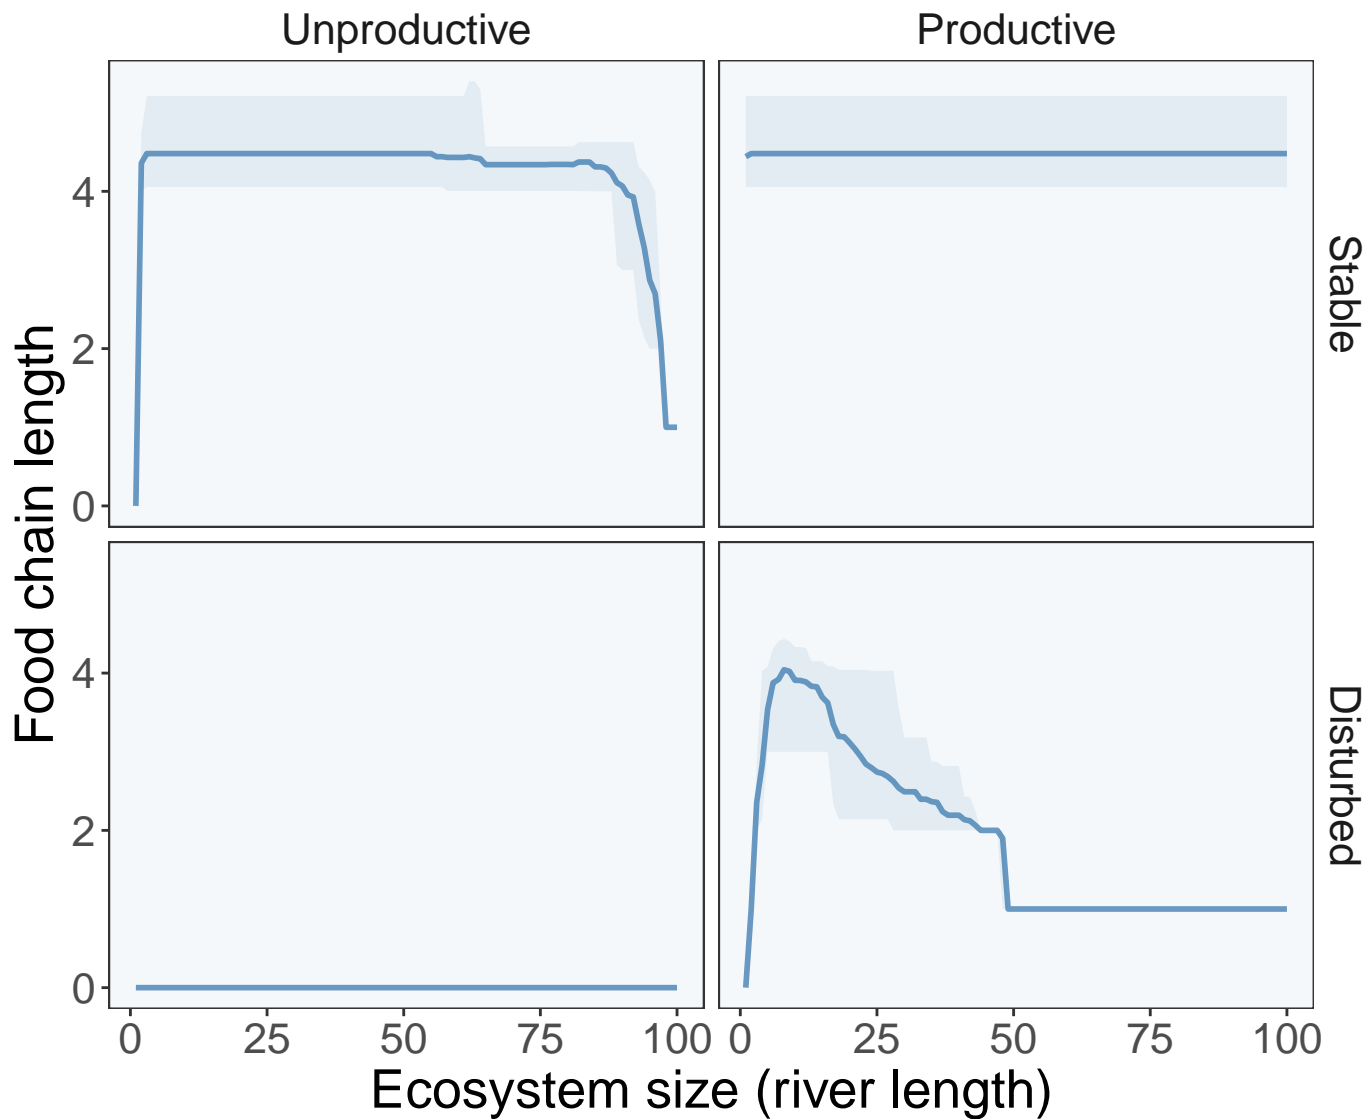 Unproductive
Productive
Food chain length
4
2
0
Stable
4
2
0
Disturbed
0 25 50 75 100
0 25 50 75 100
Ecosystem size (river length)